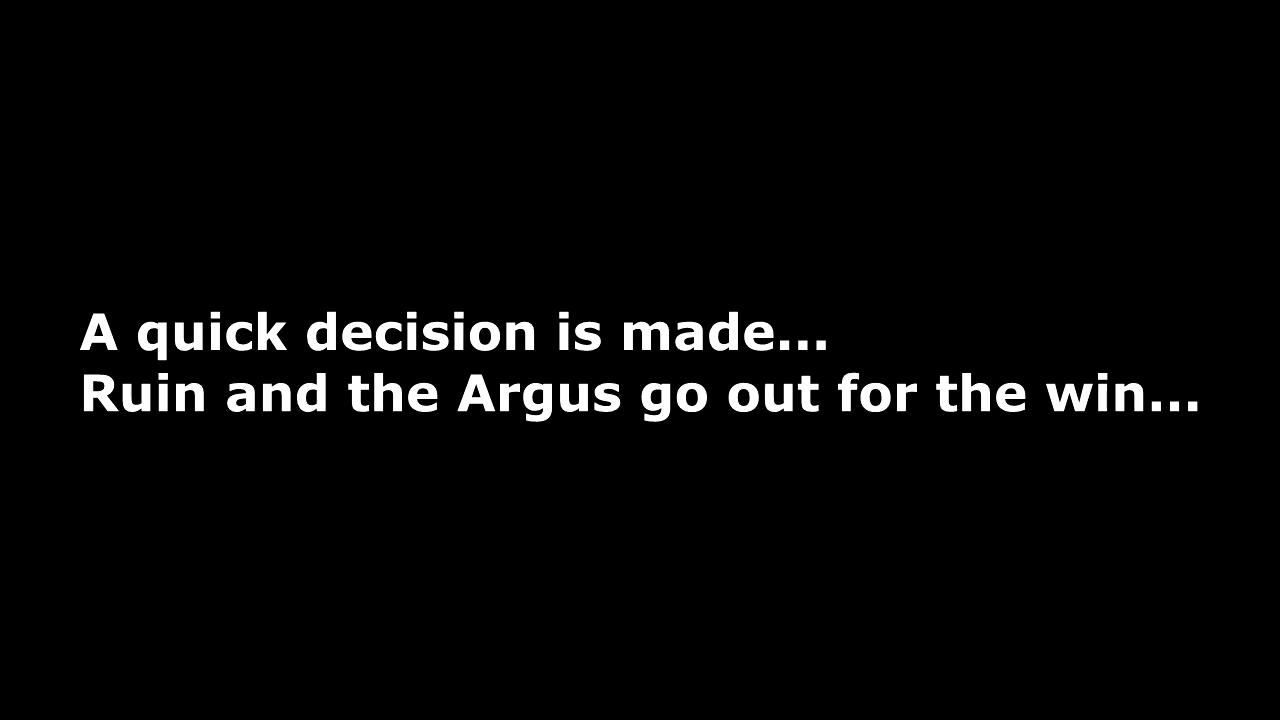 A quick decision is made...
Ruin and the Argus go out for the win...